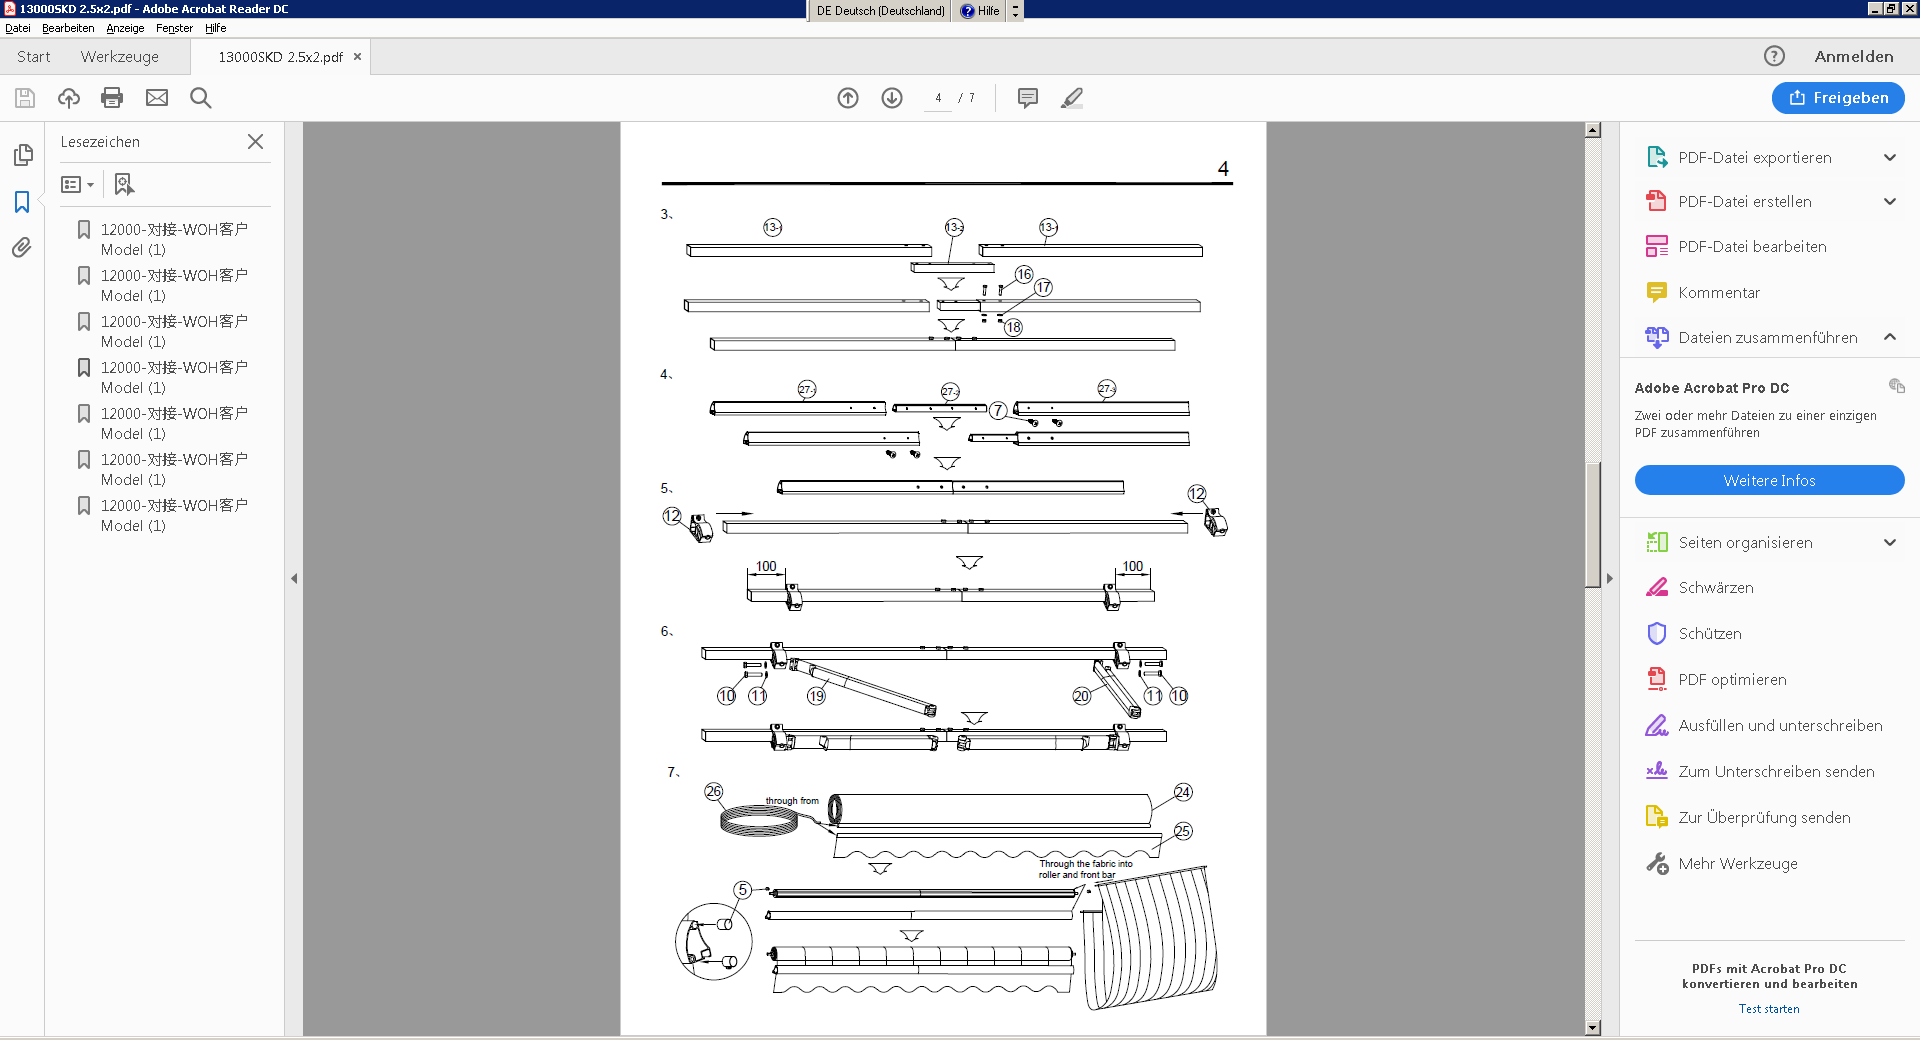 13000SKD 2.5x2.pdf - Adobe Acrobat Reader DC
DE Deutsch (Deutschland)
Hilfe
Datei Bearbeiten Anzeige Fenster Hilfe
Start
Werkzeuge
13000SKD 2.5x2.pdf
Anmelden
4 / 7
Freigeben
Lesezeichen
12000-对接-WOH客户
Model (1)
12000-对接-WOH客户
Model (1)
12000-对接-WOH客户
Model (1)
12000-对接-WOH客户
Model (1)
12000-对接-WOH客户
Model (1)
12000-对接-WOH客户
Model (1)
12000-对接-WOH客户
Model (1)
4
3、
13-1
13-2
13-1
16
17
18
4、
27-1
27-2
27-3
7
5、
12
12
100
100
6、
10
11
19
20
11
10
7、
26
through from
24
25
Through the fabric into
roller and front bar
5
PDF-Datei exportieren
PDF-Datei erstellen
PDF-Datei bearbeiten
Kommentar
Dateien zusammenführen
Adobe Acrobat Pro DC
Zwei oder mehr Dateien zu einer einzigen
PDF zusammenführen
Weitere Infos
Seiten organisieren
Schwärzen
Schützen
PDF optimieren
Ausfüllen und unterschreiben
Zum Unterschreiben senden
Zur Überprüfung senden
Mehr Werkzeuge
PDFs mit Acrobat Pro DC
konvertieren und bearbeiten
Test starten